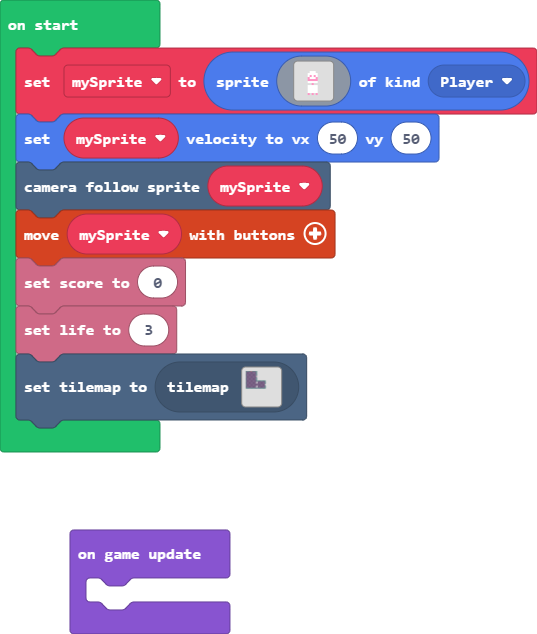 on start
set mySprite to sprite of kind Player
set mySprite velocity to vx 50 vy 50
camera follow sprite mySprite
move mySprite with buttons
set score to 0
set life to 3
set tilemap to tilemap
on game update